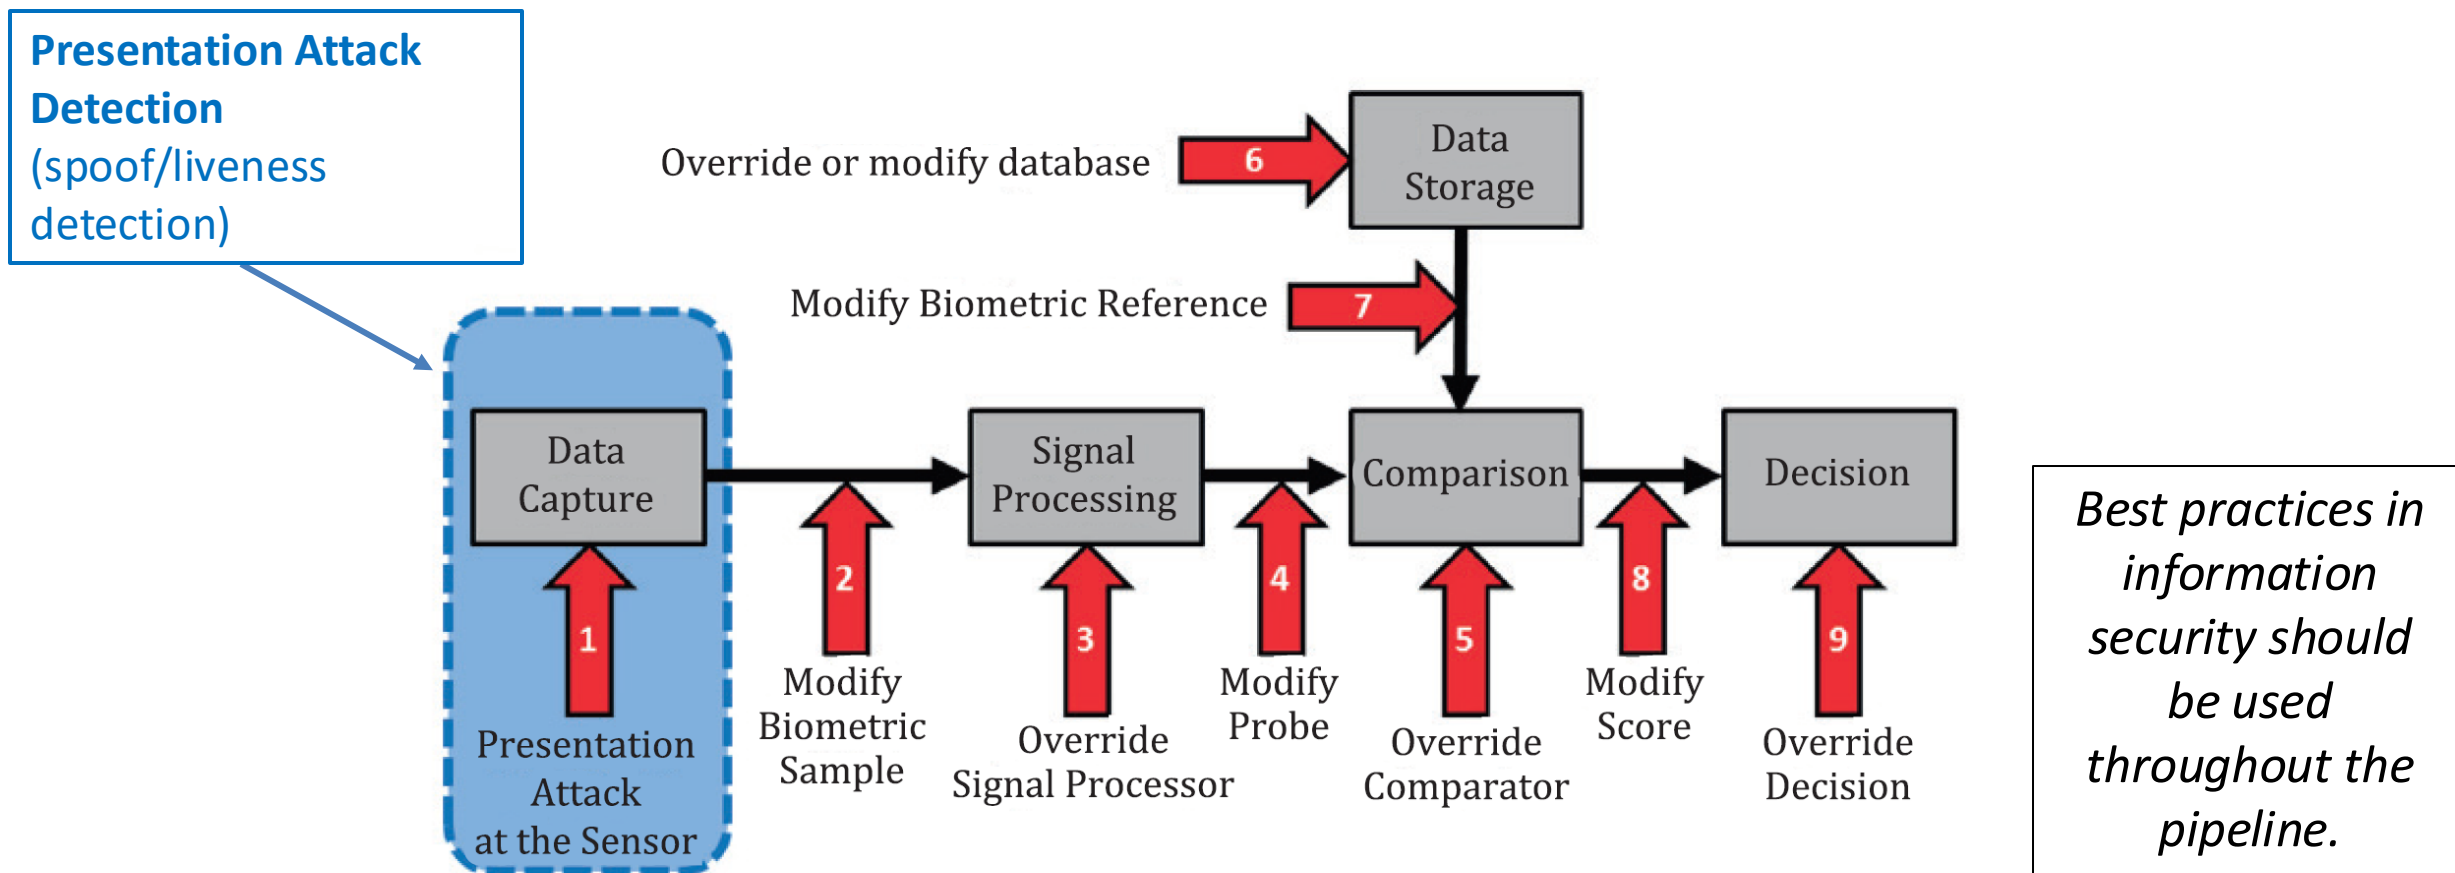 Presentation Attack
Detection
(spoof/liveness
detection)
Override or modify database
6
Data
Storage
Modify Biometric Reference
7
Data
Capture
Signal
Processing
Comparison
Decision
1
2
3
4
5
8
9
Presentation
Attack
at the Sensor
Modify
Biometric
Sample
Override
Signal Processor
Modify
Probe
Override
Comparator
Modify
Score
Override
Decision
Best practices in
information
security should
be used
throughout the
pipeline.